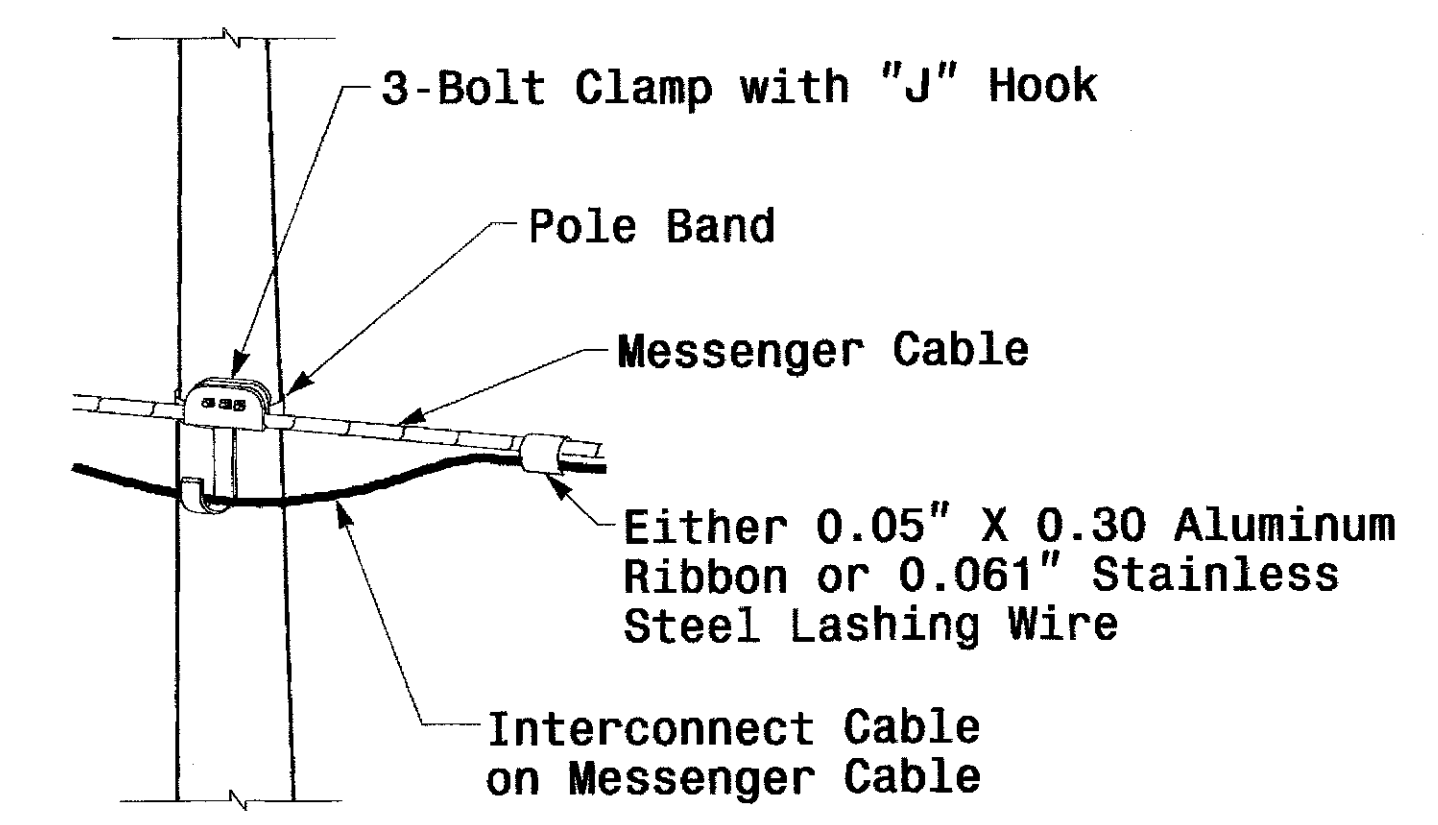 3-Bolt Clamp with "J" Hook
Pole Band
Messenger Cable
Either 0.05" X 0.30 Aluminum
Ribbon or 0.061" Stainless
Steel Lashing Wire
Interconnect Cable
on Messenger Cable